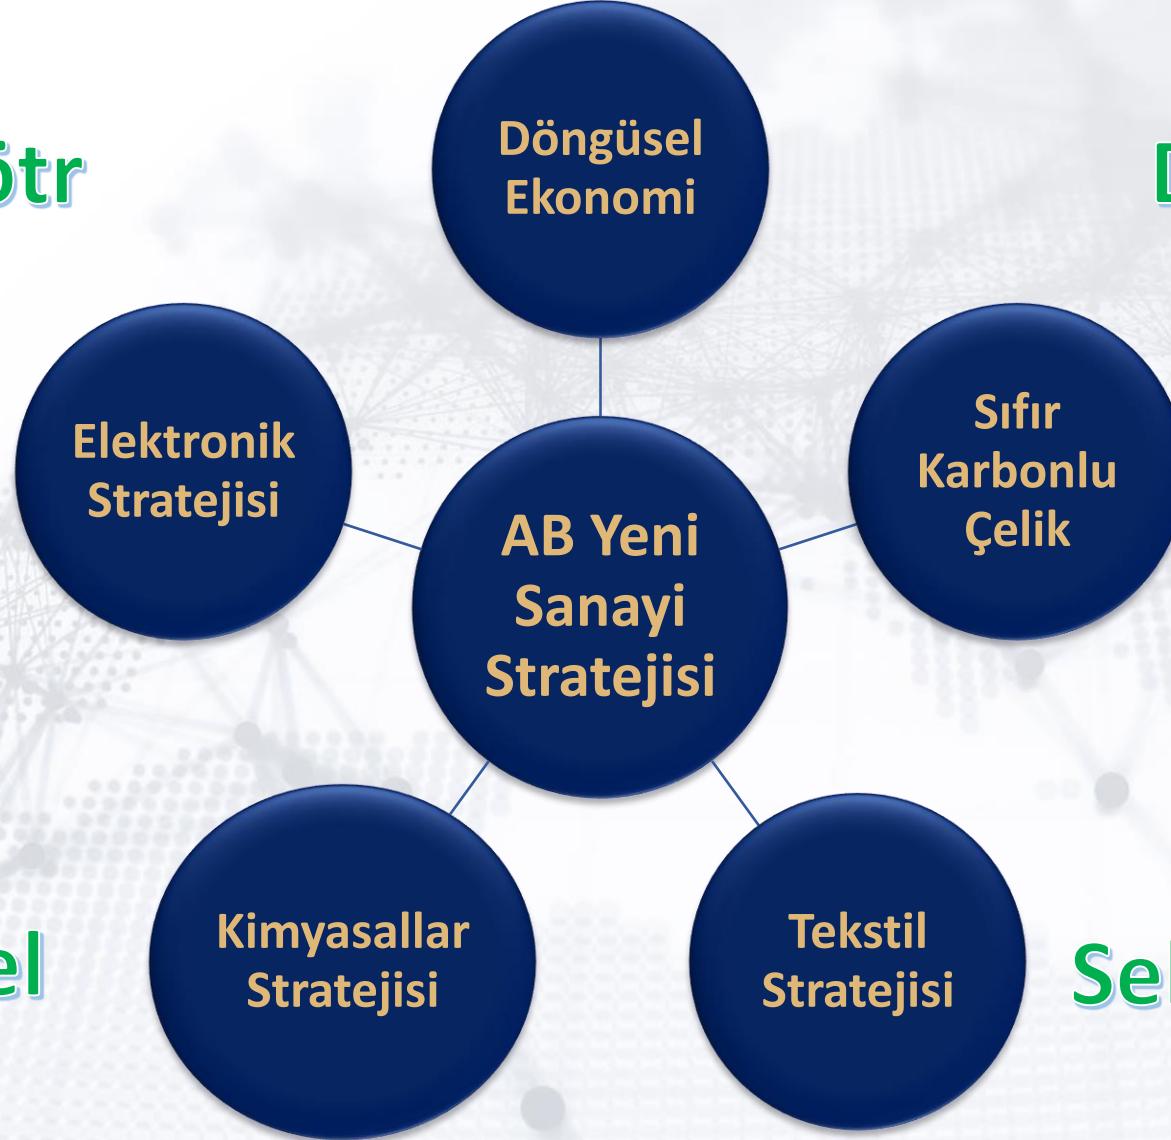 Döngüsel
Ekonomi
Elektronik
Stratejisi
Sıfır
Karbonlu
Çelik
AB Yeni
Sanayi
Stratejisi
Kimyasallar
Stratejisi
Tekstil
Stratejisi